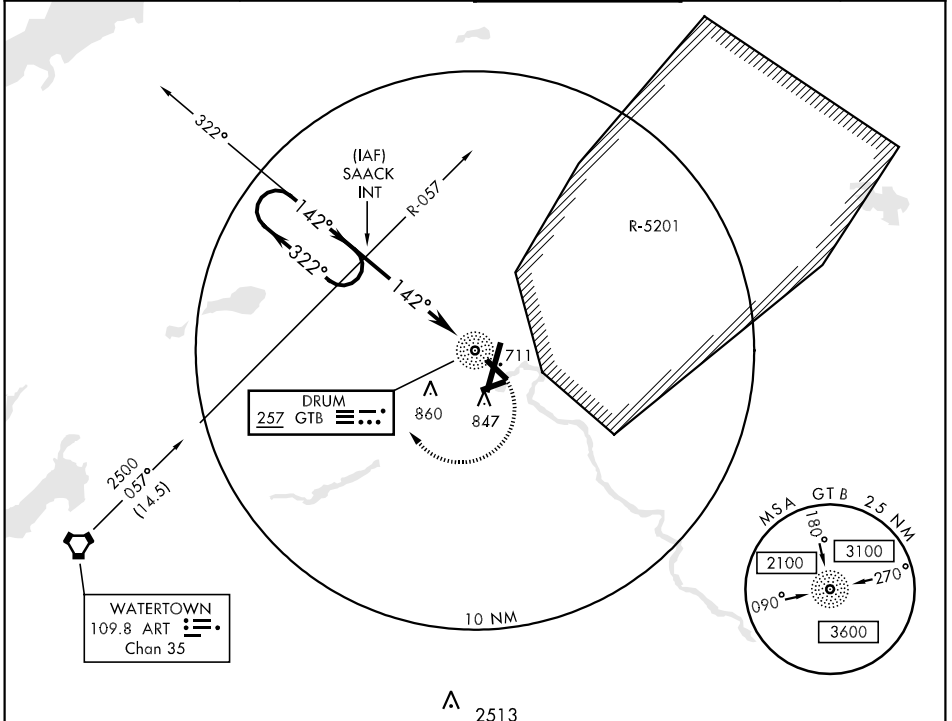 322°
(IAF)
SAACK
INT
R-057
142°
322°
142°
R-5201
711
DRUM
257 GTB
860
847
2500
057°
(14.5)
MSA GTB 25 NM
180°
3100
2100
270°
090°
3600
WATERTOWN
109.8 ART
Chan 35
10 NM
2513